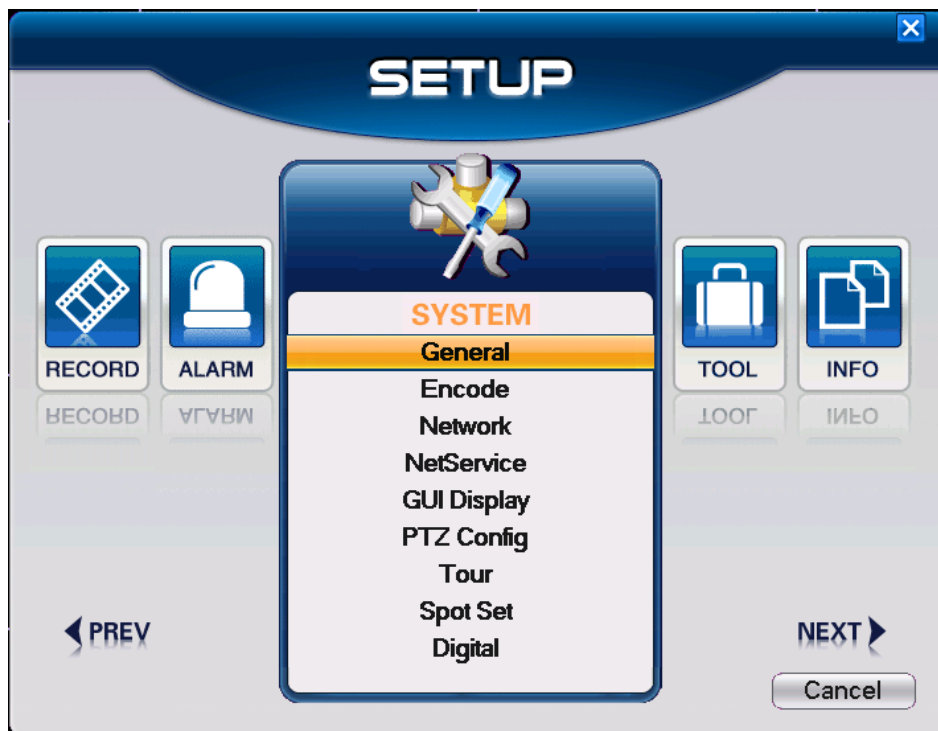 SETUP
RECORD
ALARM
SYSTEM
General
Encode
Network
NetService
GUI Display
PTZ Config
Tour
Spot Set
Digital
TOOL
INFO
PREV
NEXT
Cancel